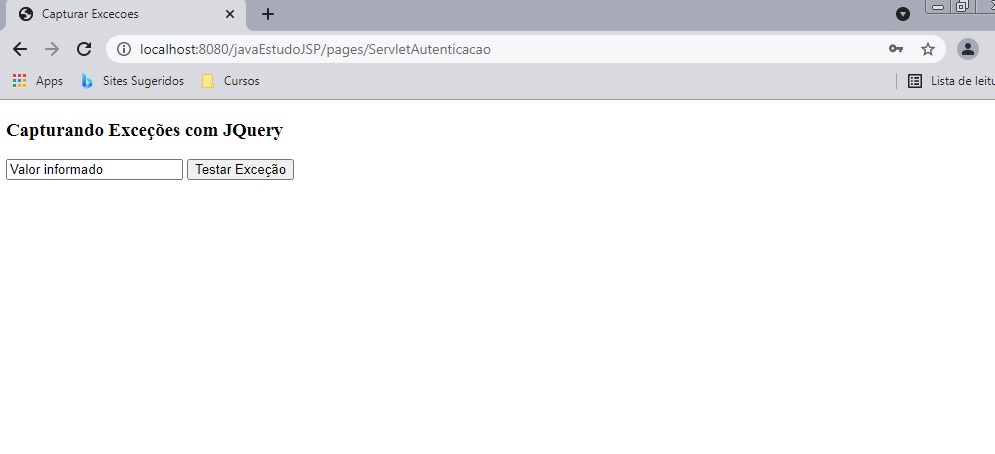 Capturar Excecoes
localhost:8080/javaEstudoJSP/pages/ServletAutenticacao
Apps Sites Sugeridos Cursos Lista de leitu
Capturando Exceções com JQuery
Valor informado Testar Exceção